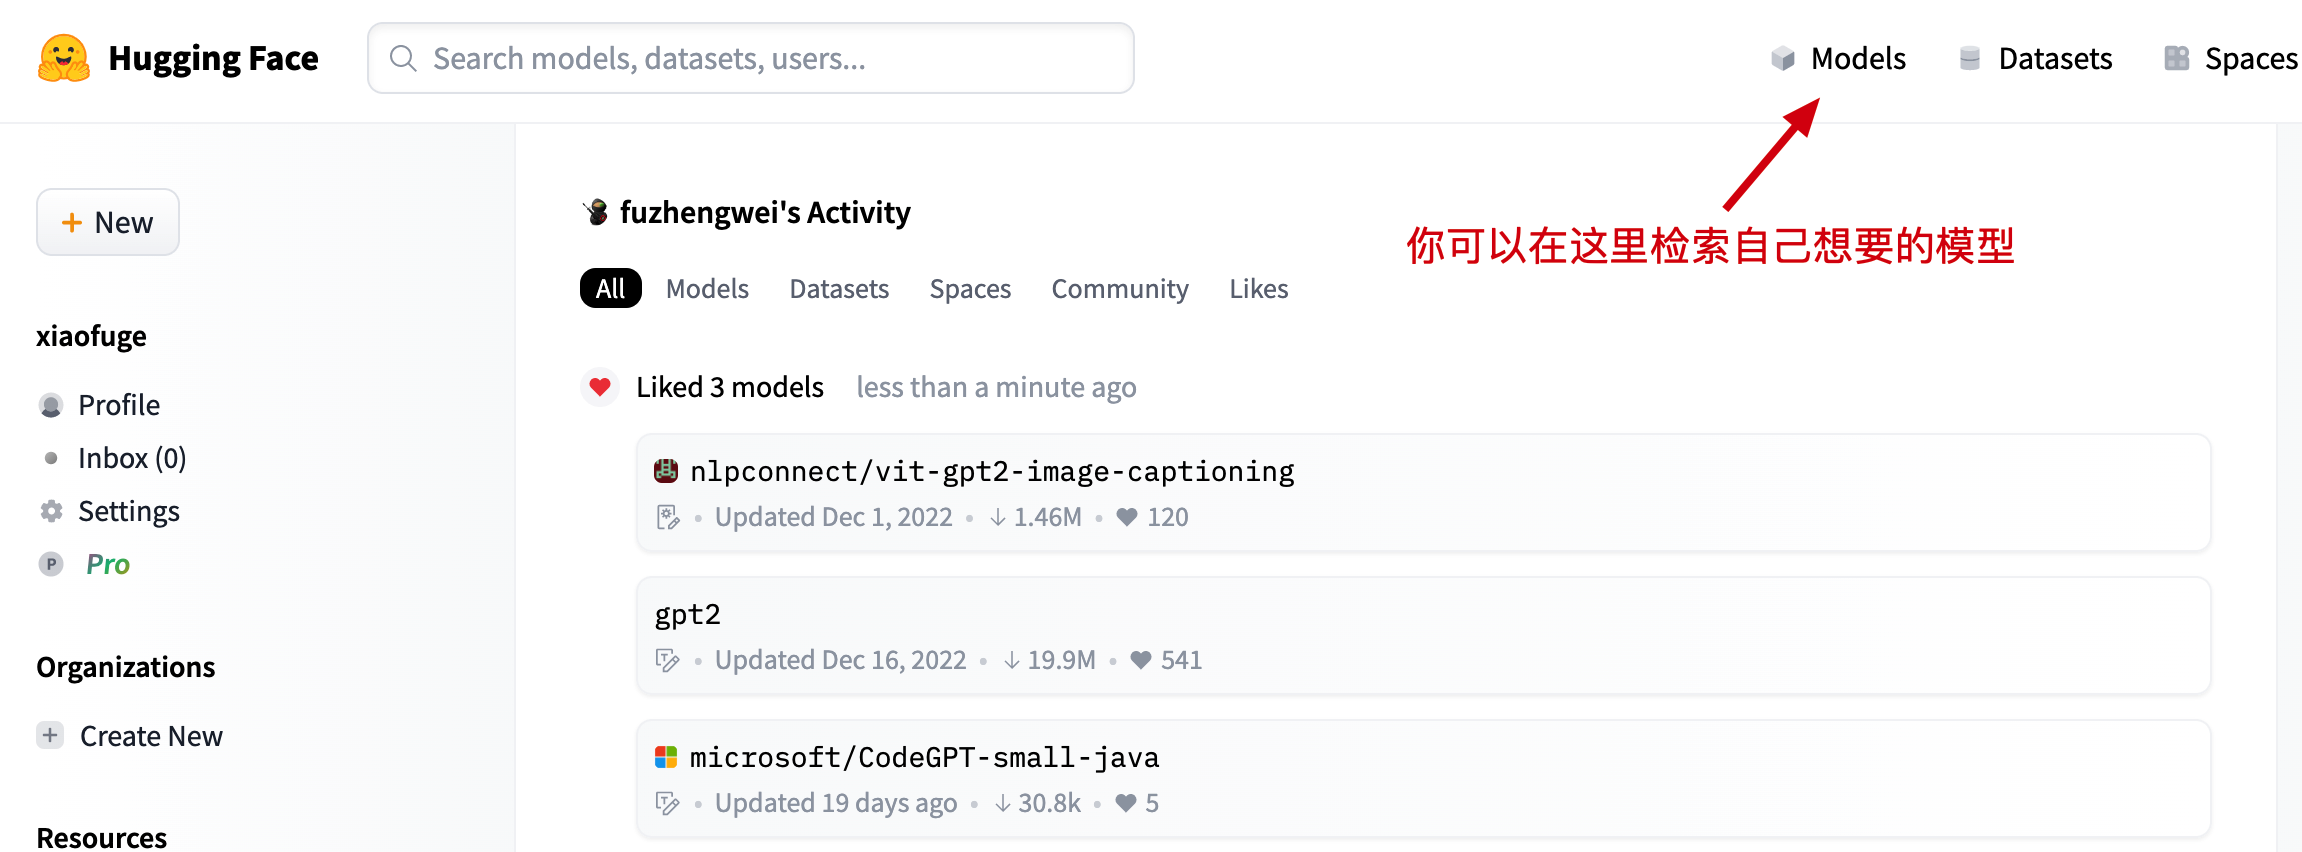 Hugging Face
Search models, datasets, users...
Models
Datasets
Spaces
你可以在这里检索自己想要的模型
+ New
xiaofuge
Profile
Inbox (0)
Settings
P Pro
Organizations
+ Create New
Resources
fuzhengwei's Activity
All Models Datasets Spaces Community Likes
Liked 3 models less than a minute ago
nlpconnect/vit-gpt2-image-captioning
• Updated Dec 1, 2022 • ↓ 1.46M • ♥ 120
gpt2
• Updated Dec 16, 2022 • ↓ 19.9M • ♥ 541
microsoft/CodeGPT-small-java
• Updated 19 days ago • ↓ 30.8k • ♥ 5